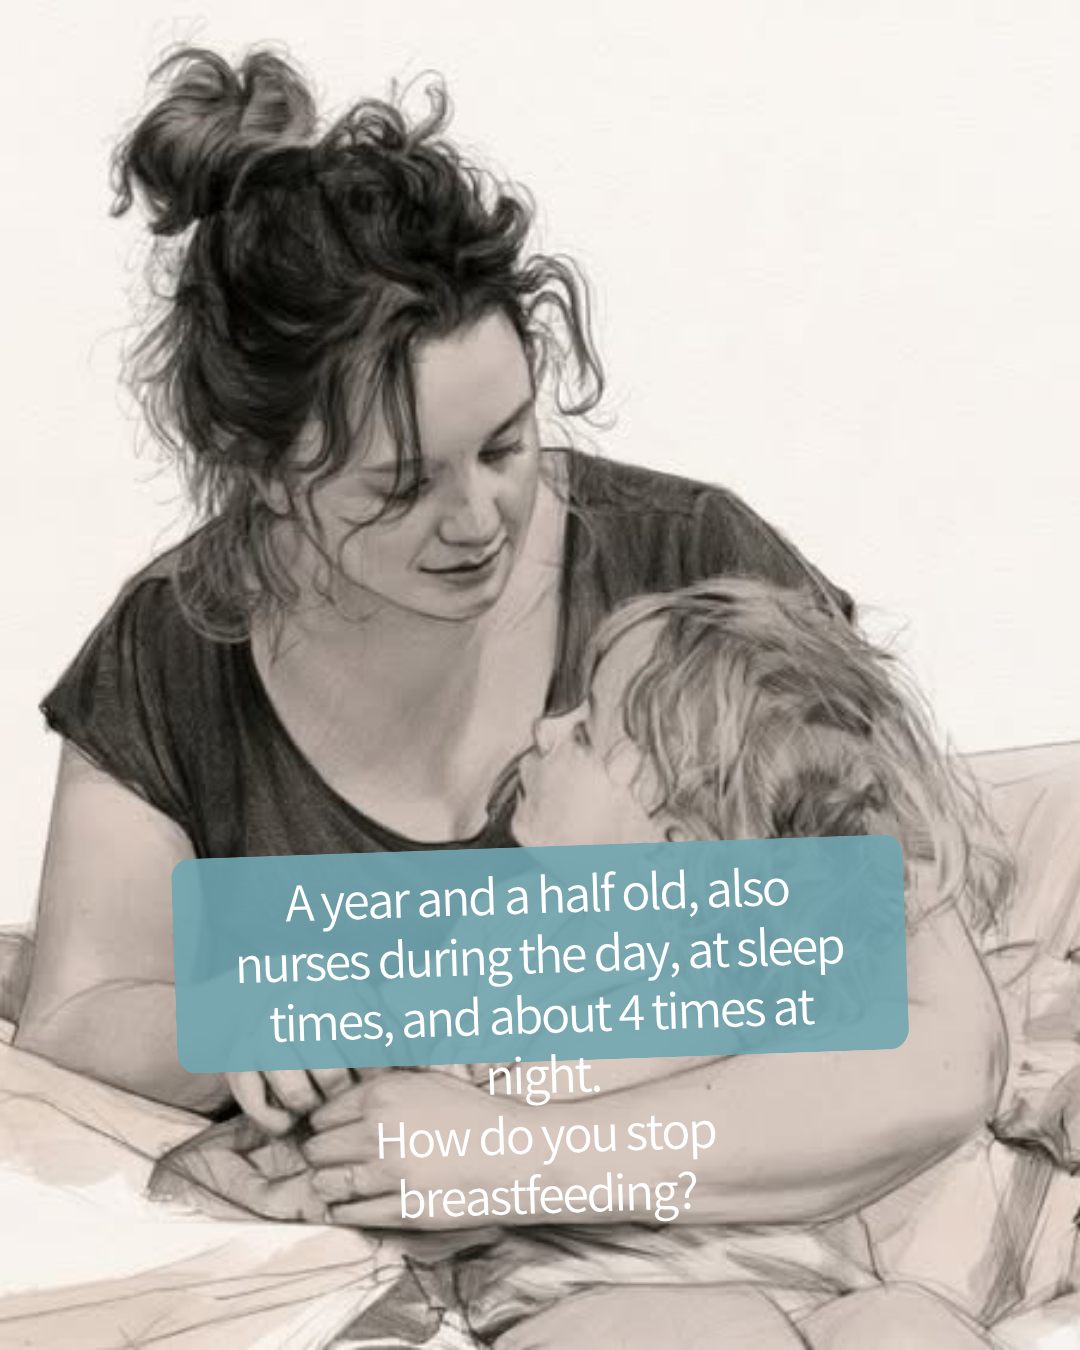 A year and a half old, also
nurses during the day, at sleep
times, and about 4 times at
night.
How do you stop
breastfeeding?